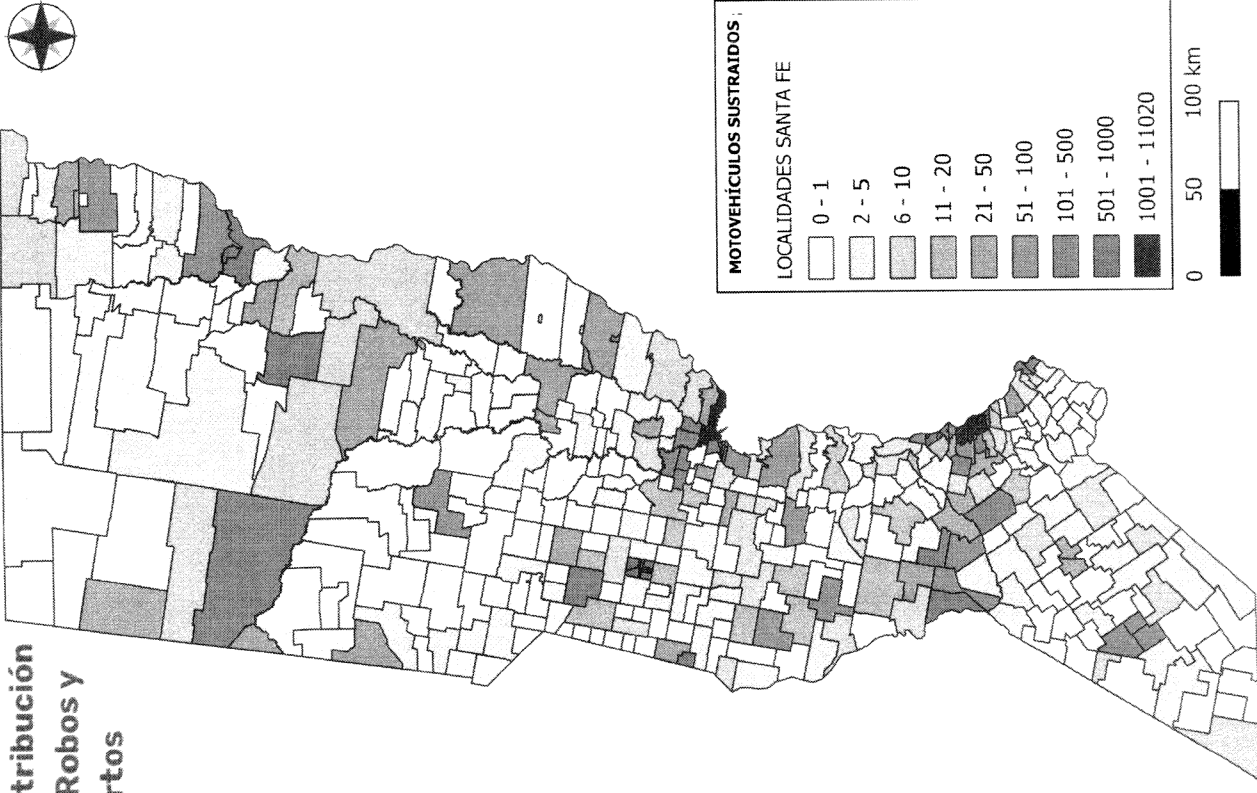 tribución
Robos y
rtos
MOTOVEHÍCULOS SUSTRAIDOS
LOCALIDADES SANTA FE
0 - 1
2 - 5
6 - 10
11 - 20
21 - 50
51 - 100
101 - 500
501 - 1000
1001 - 11020
0 50 100 km